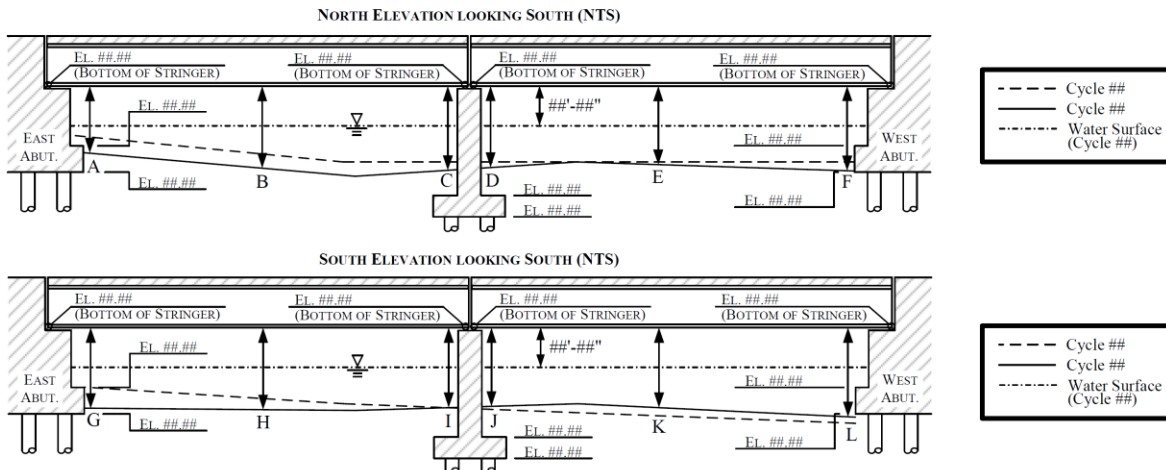 NORTH ELEVATION LOOKING SOUTH (NTS)
EL. ##.## EL. ##.## EL. ##.## EL. ##.##
(BOTTOM OF STRINGER) (BOTTOM OF STRINGER) (BOTTOM OF STRINGER) (BOTTOM OF STRINGER)
EL. ##.## ##'-##"
EAST ABUT. EL. ##.## WEST ABUT.
A B C D E F
EL. ##.## EL. ##.## EL. ##.##
EL. ##.##
Cycle ##
Cycle ##
Water Surface
(Cycle ##)
SOUTH ELEVATION LOOKING SOUTH (NTS)
EL. ##.## EL. ##.## EL. ##.## EL. ##.##
(BOTTOM OF STRINGER) (BOTTOM OF STRINGER) (BOTTOM OF STRINGER) (BOTTOM OF STRINGER)
EL. ##.## ##'-##"
EAST ABUT. EL. ##.## WEST ABUT.
G H I J K L
EL. ##.## EL. ##.## EL. ##.##
EL. ##.##
Cycle ##
Cycle ##
Water Surface
(Cycle ##)